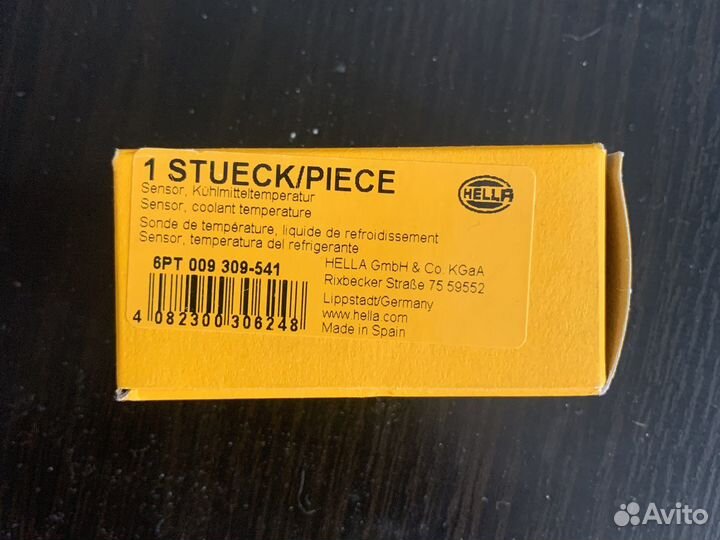 1 STUECK/PIECE
HELLA
Sensor, Kühlmitteltemperatur
Sensor, coolant temperature
Sonde de température, liquide de refroidissement
Sensor, temperatura del refrigerante
6PT 009 309-541
4 082300 306248
HELLA GmbH & Co. KGaA
Rixbecker Straße 75 59552
Lippstadt/Germany
www.hella.com
Made in Spain
Avito